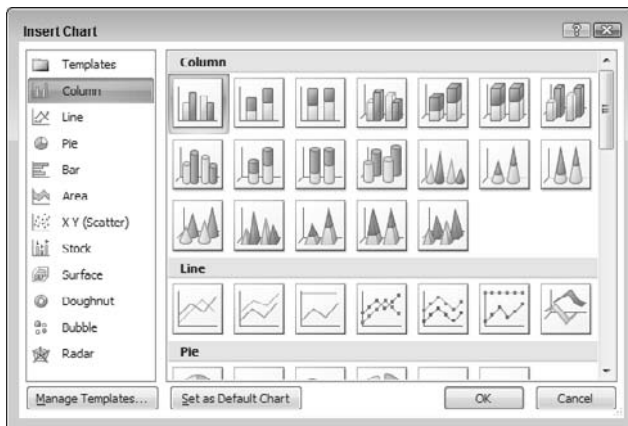 Insert Chart
Templates
Column
Line
Pie
Bar
Area
X Y (Scatter)
Stock
Surface
Doughnut
Bubble
Radar
Column
Line
Pie
Manage Templates...
Set as Default Chart
OK
Cancel